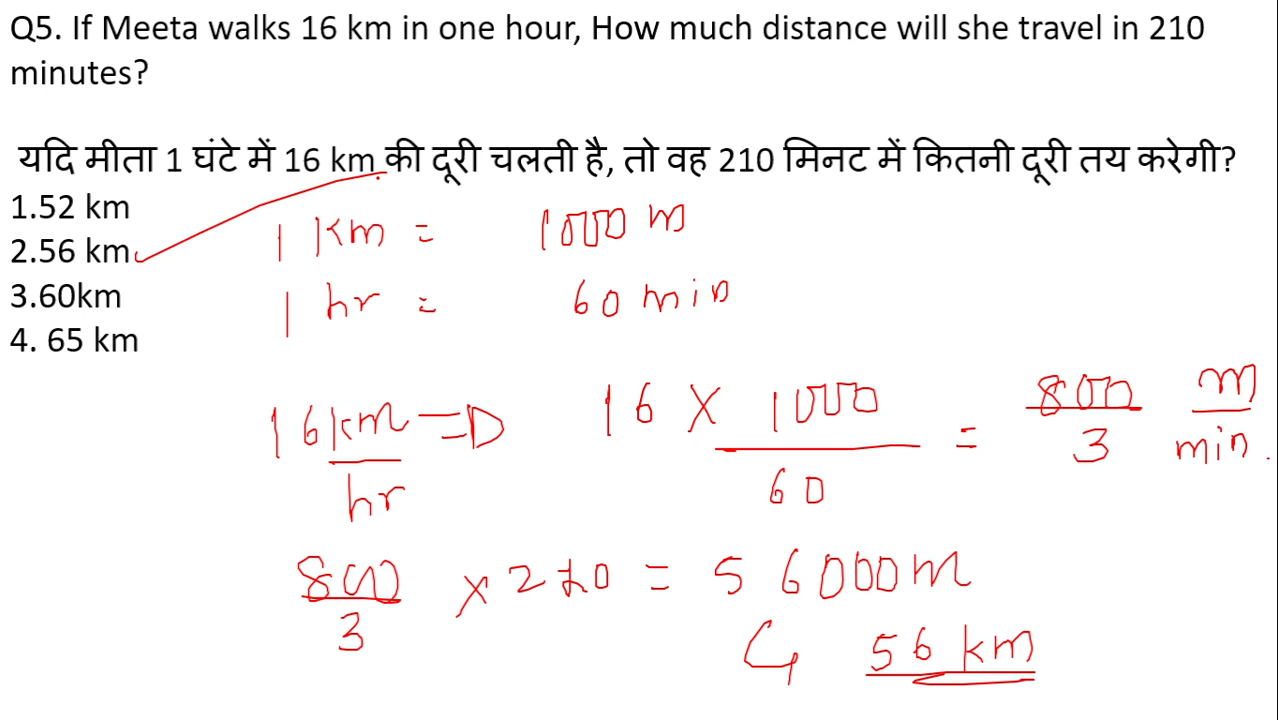 Q5. If Meeta walks 16 km in one hour, How much distance will she travel in 210
minutes?
यदि मीता 1 घंटे में 16 km की दूरी चलती है, तो वह 210 मिनट में कितनी दूरी तय करेगी?
1.52 km
2.56 km
3.60km
4. 65 km
1 km = 1000 m
1 hr = 60 min
16 km/hr => 16 x 1000/60 = 800/3 m/min.
800/3 x 210 = 56000m
56 km